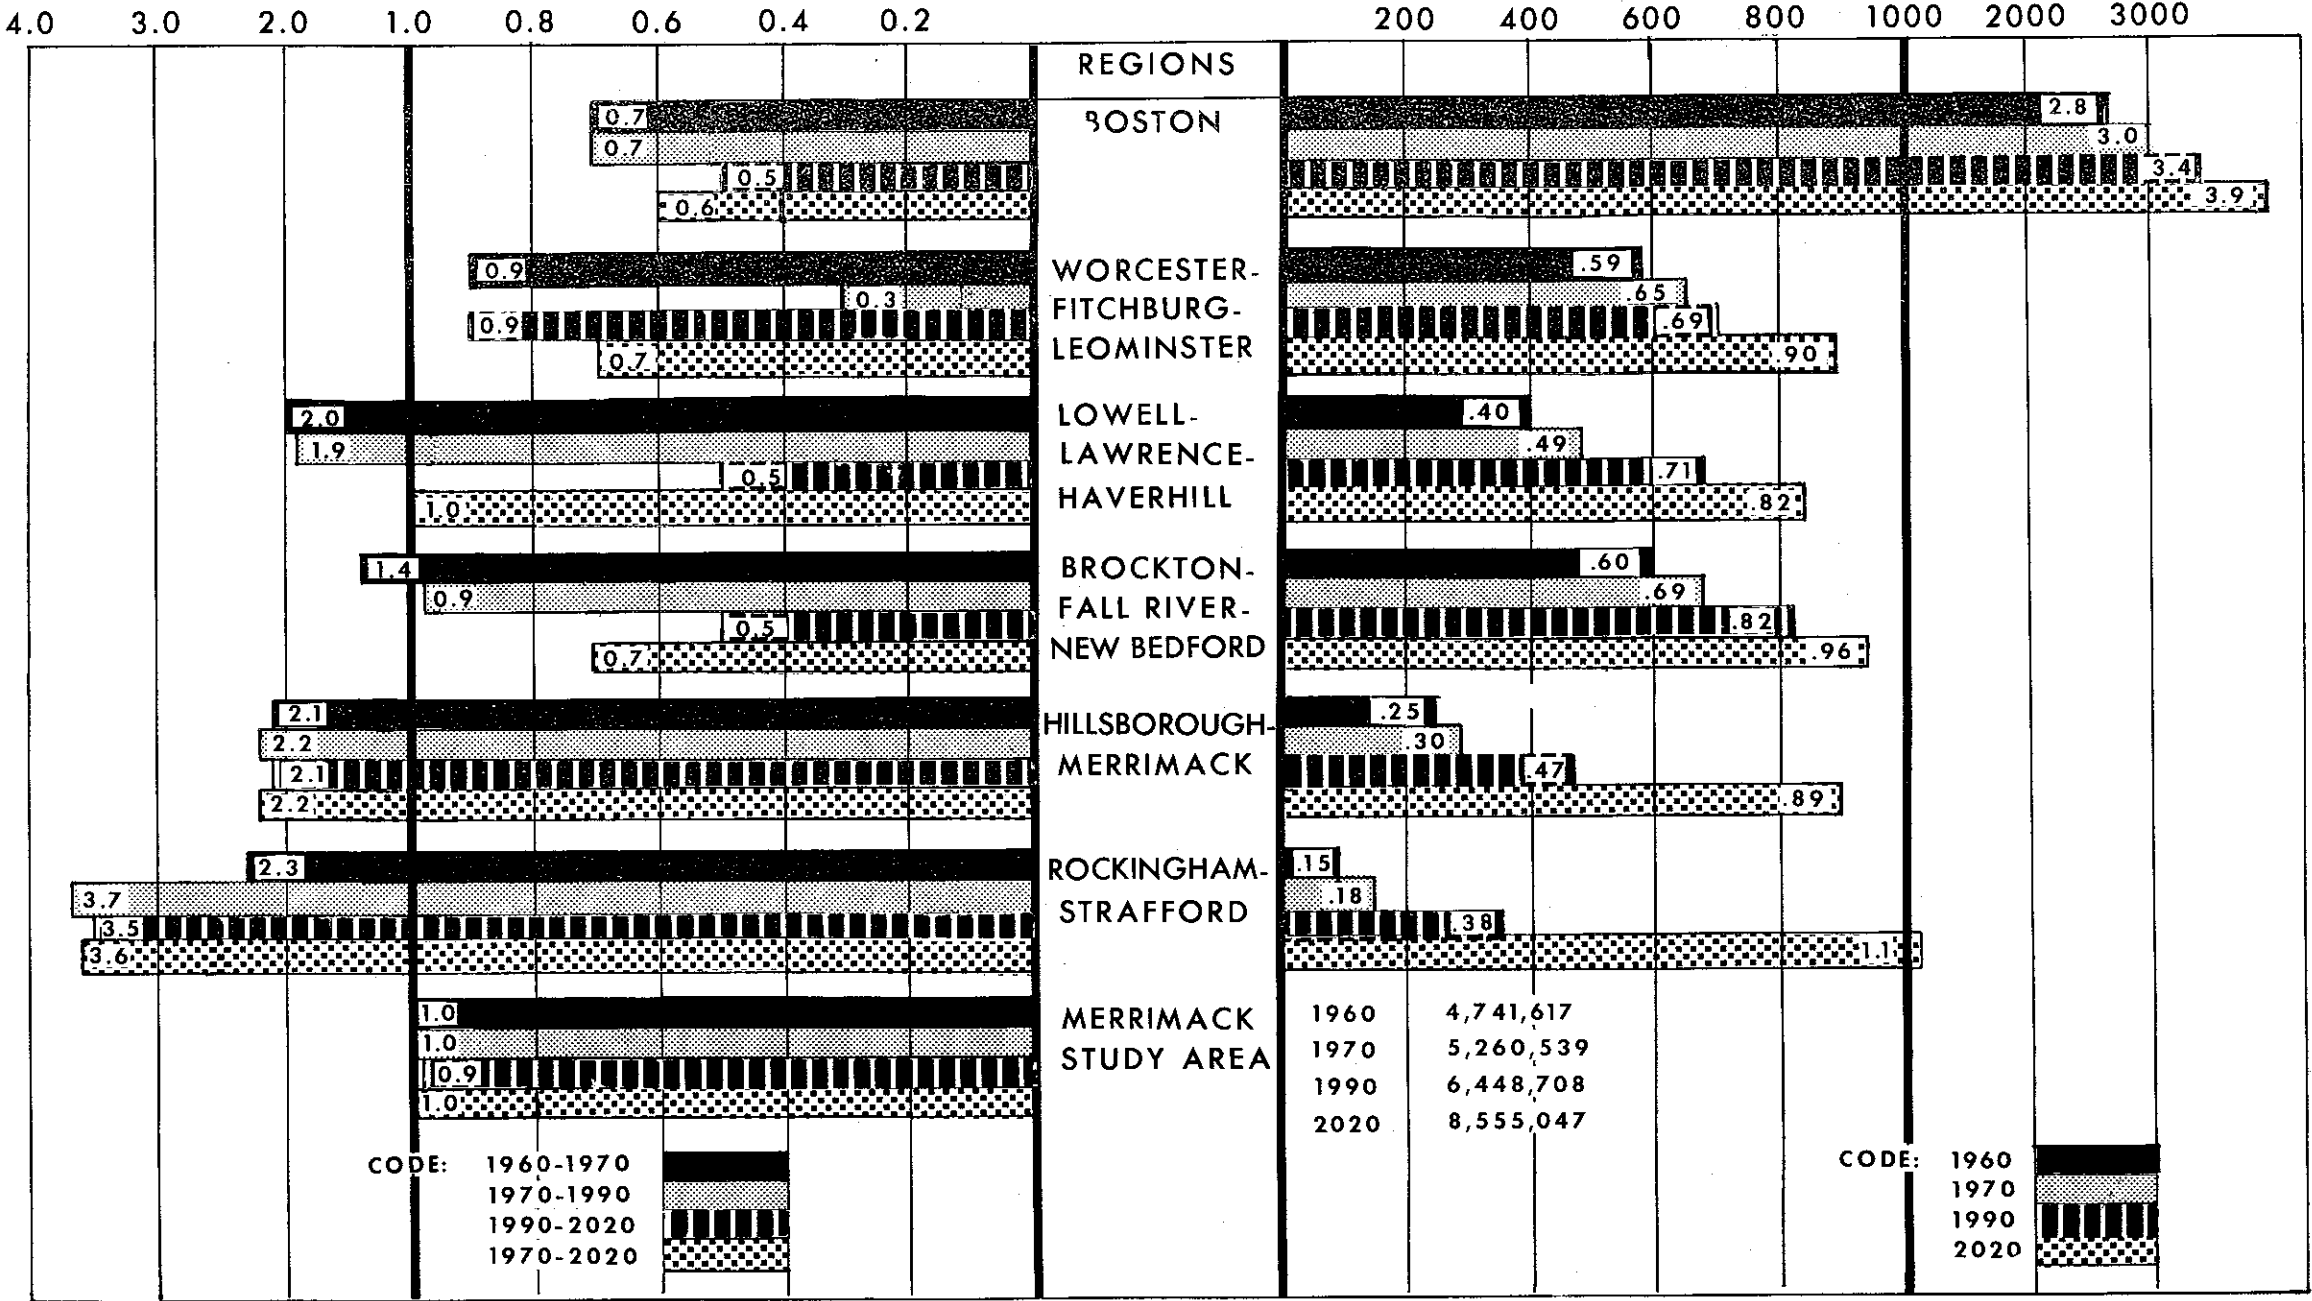 4.0 3.0 2.0 1.0 0.8 0.6 0.4 0.2 200 400 600 800 1000 2000 3000
REGIONS
BOSTON
0.7 2.8
0.7 3.0
0.5 3.4
0.6 3.9
WORCESTER-
FITCHBURG-
LEOMINSTER
0.9 .59
0.3 .65
0.9 .69
0.7 .90
LOWELL-
LAWRENCE-
HAVERHILL
2.0 .40
1.9 .49
0.5 .71
1.0 .82
BROCKTON-
FALL RIVER-
NEW BEDFORD
1.4 .60
0.9 .69
0.5 .82
0.7 .96
HILLSBOROUGH-
MERRIMACK
2.1 .25
2.2 .30
2.1 .47
2.2 .89
ROCKINGHAM-
STRAFFORD
2.3 .15
3.7 .18
3.5 .38
3.6 1.1
MERRIMACK
STUDY AREA
1.0
1.0
0.9
1.0
1960 4,741,617
1970 5,260,539
1990 6,448,708
2020 8,555,047
CODE: 1960-1970
1970-1990
1990-2020
1970-2020
CODE: 1960
1970
1990
2020